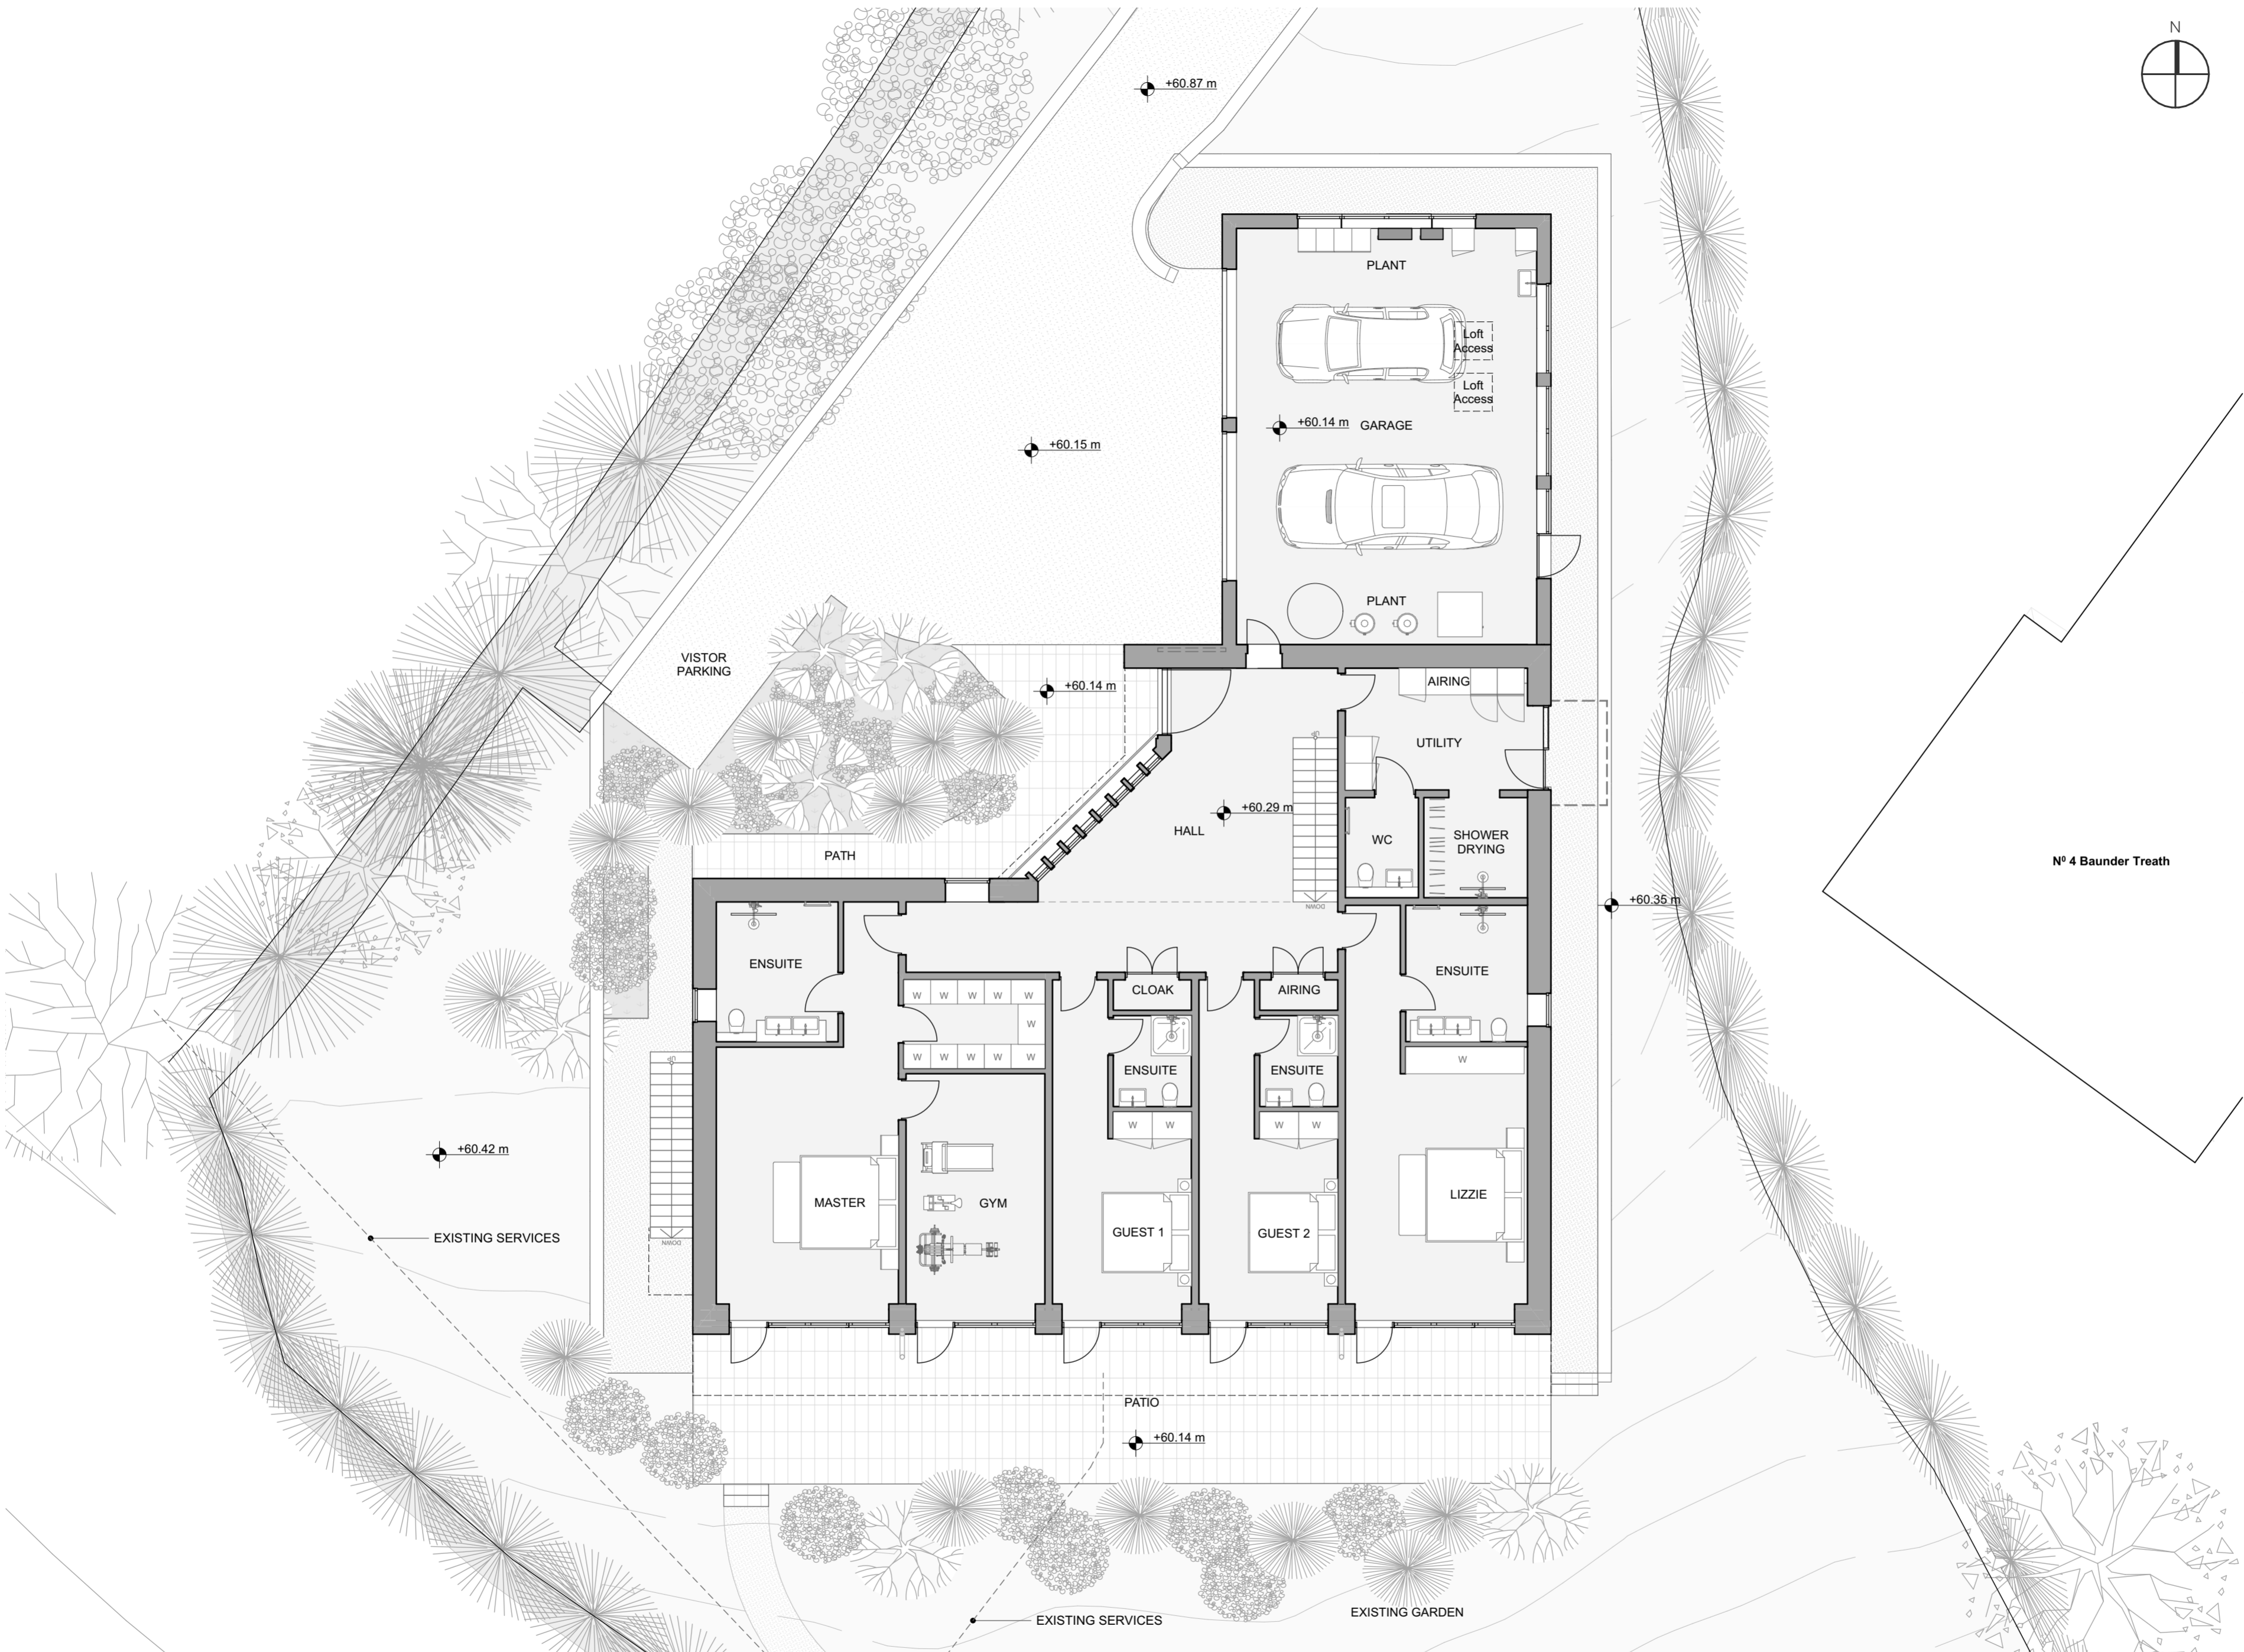 N
+60.87 m
PLANT
Loft
Access
Loft
Access
+60.14 m
GARAGE
+60.15 m
PLANT
VISTOR
PARKING
+60.14 m
AIRING
UP
UTILITY
+60.29 m
HALL
WC
SHOWER
DRYING
PATH
Nº 4 Baunder Treath
DOWN
+60.35 m
ENSUITE
ENSUITE
CLOAK
AIRING
W W W W W
W
W W W W W
UP
W
ENSUITE
ENSUITE
W W
W W
+60.42 m
MASTER
GYM
LIZZIE
GUEST 1
GUEST 2
EXISTING SERVICES
DOWN
PATIO
+60.14 m
EXISTING GARDEN
EXISTING SERVICES